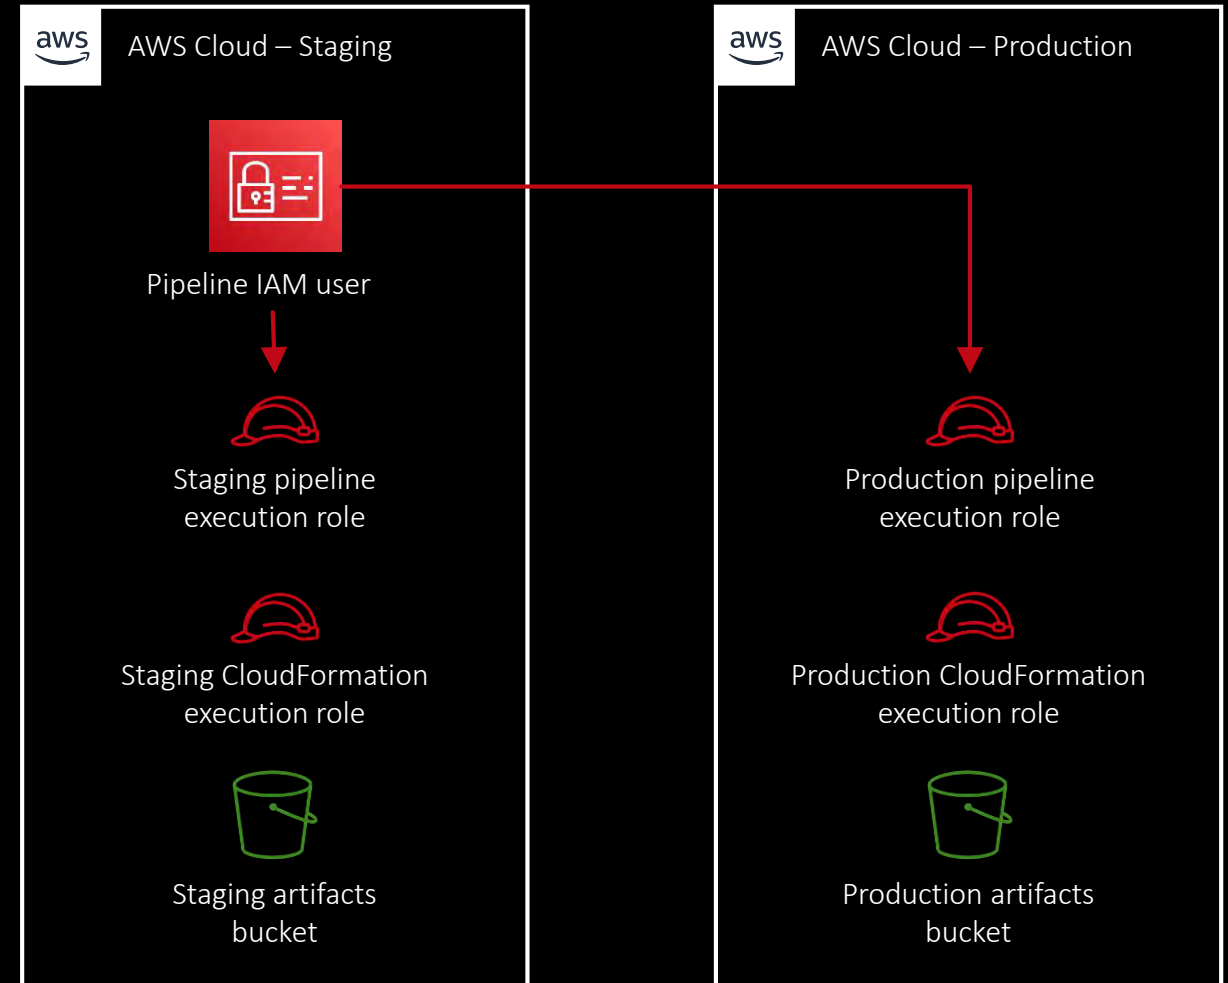 aws
AWS Cloud – Staging
Pipeline IAM user
Staging pipeline
execution role
Staging CloudFormation
execution role
Staging artifacts
bucket
aws
AWS Cloud – Production
Production pipeline
execution role
Production CloudFormation
execution role
Production artifacts
bucket